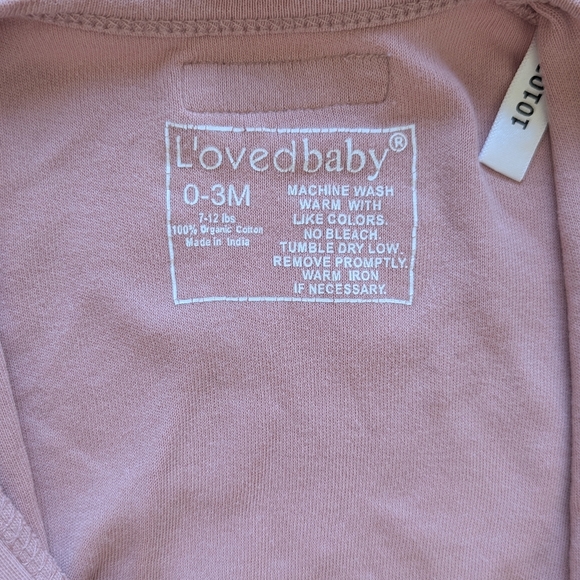 L'ovedbaby®
0-3M
7-12 lbs
100% Organic Cotton
Made in India
MACHINE WASH
WARM WITH
LIKE COLORS.
NO BLEACH.
TUMBLE DRY LOW.
REMOVE PROMPTLY.
WARM IRON
IF NECESSARY.